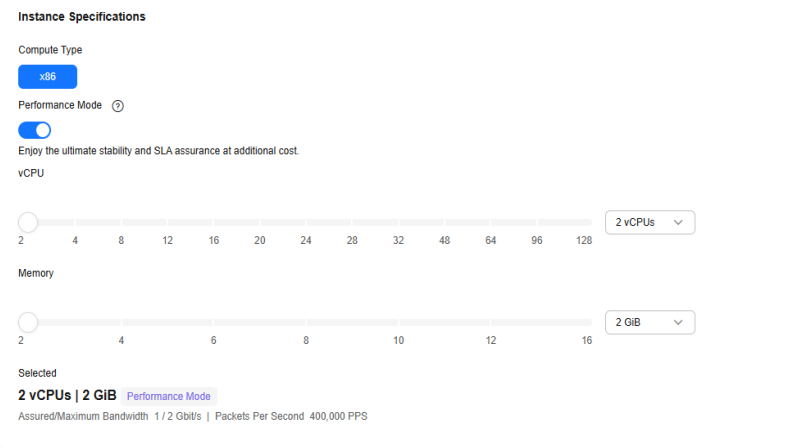 Instance Specifications
Compute Type
x86
Performance Mode ?
Enjoy the ultimate stability and SLA assurance at additional cost.
vCPU
2 vCPUs
2 4 8 12 16 20 24 28 32 48 64 96 128
Memory
2 GiB
2 4 6 8 10 12 16
Selected
2 vCPUs | 2 GiB Performance Mode
Assured/Maximum Bandwidth 1 / 2 Gbit/s | Packets Per Second 400,000 PPS